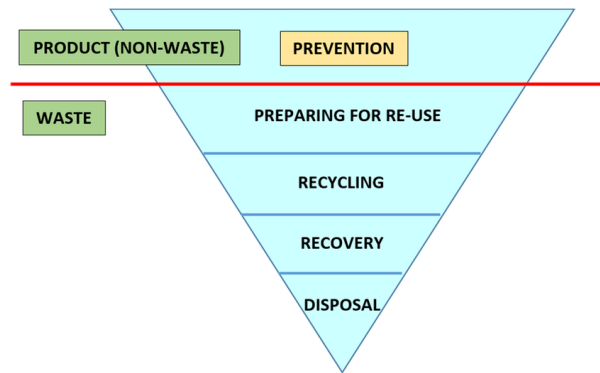 PRODUCT (NON-WASTE)
PREVENTION
WASTE
PREPARING FOR RE-USE
RECYCLING
RECOVERY
DISPOSAL